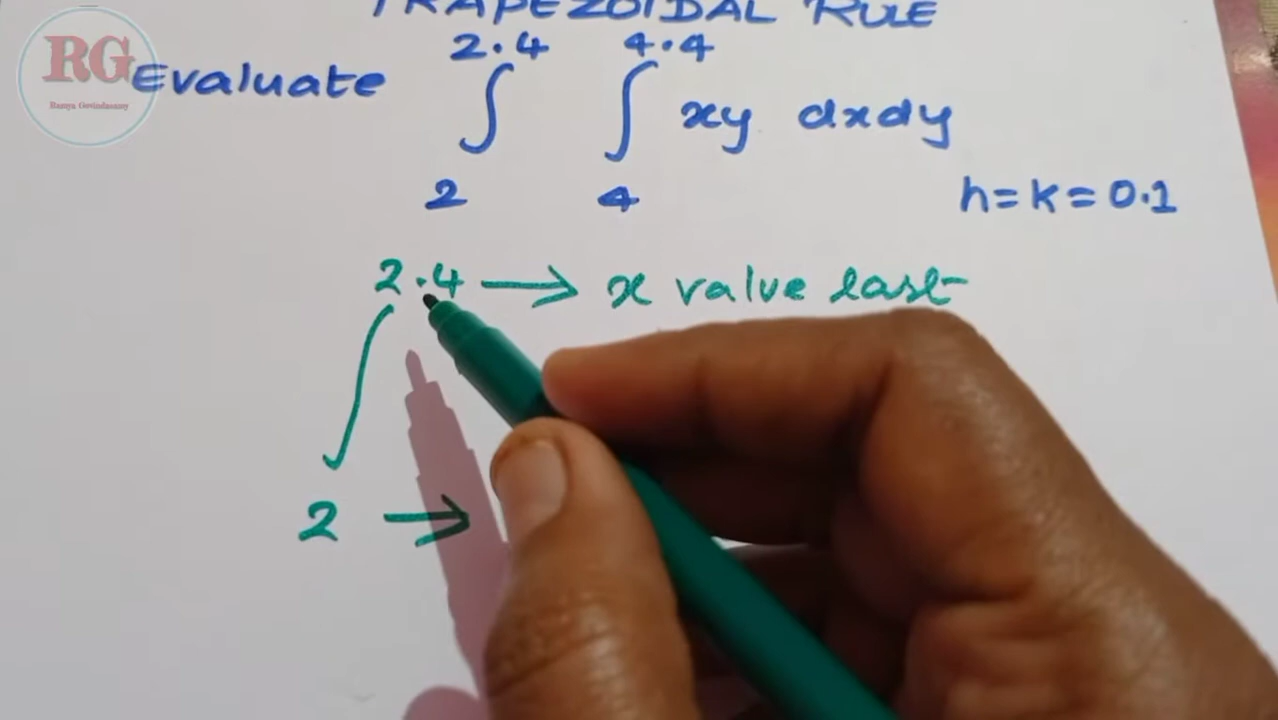 TRAPEZOIDAL RULE
RG
Ramya Govindasamy
2.4 4.4
Evaluate ∫ ∫ xy dxdy
2 4 h=k=0.1
2.4 → x value last
∫
2 →